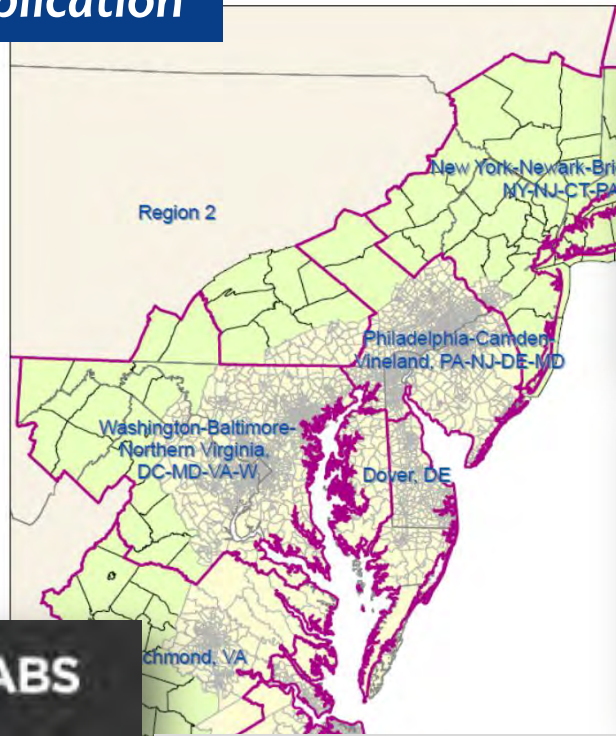 Region 2
New York-Newark-Bri
NY-NJ-CT-PA
Philadelphia-Camden-
Vineland, PA-NJ-DE-MD
Washington-Baltimore-
Northern Virginia,
DC-MD-VA-W
Dover, DE
chmond, VA
ABS